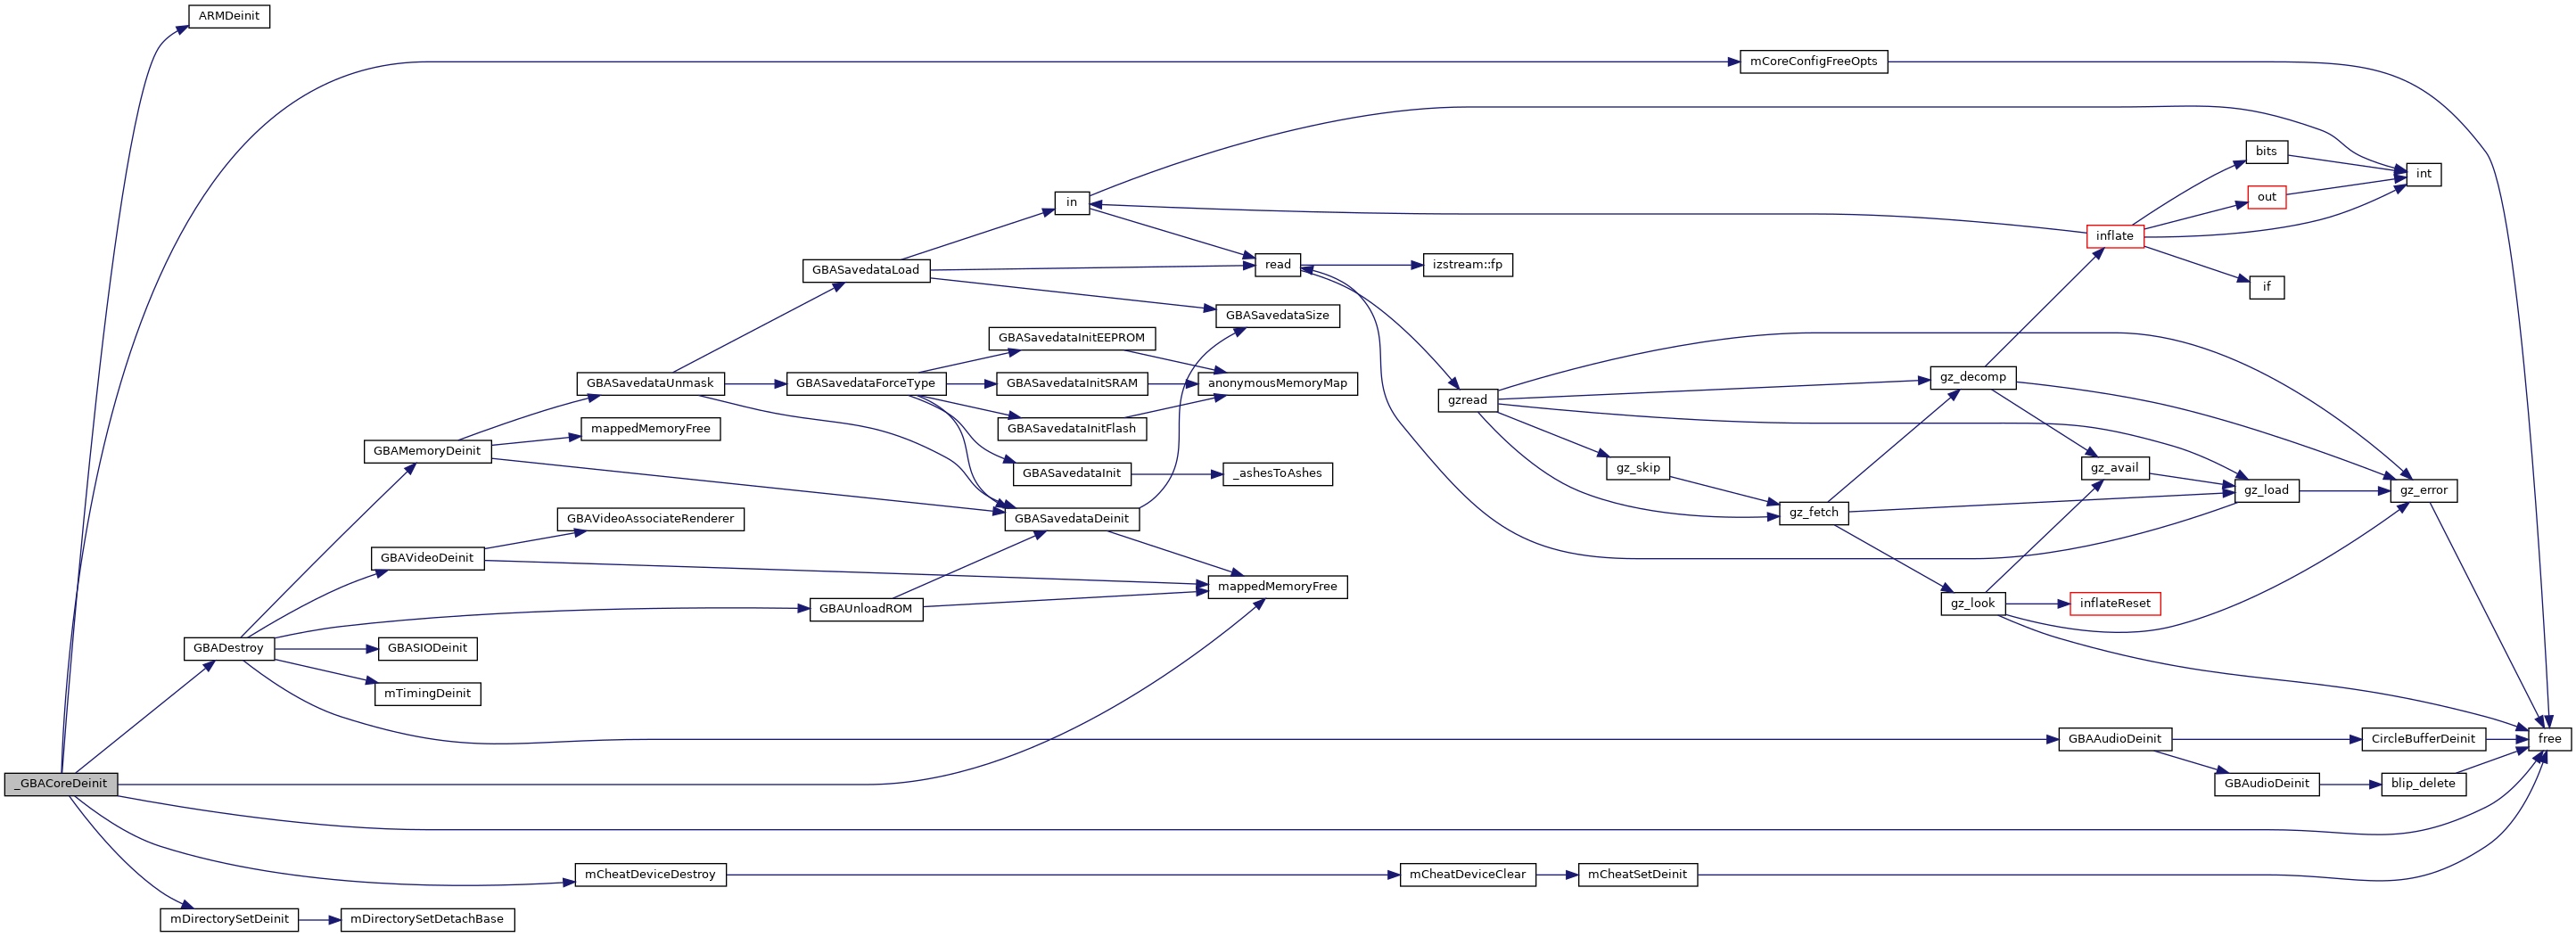 ARMDeinit
mCoreConfigFreeOpts
bits
int
out
in
inflate
read
izstream::fp
GBASavedataLoad
if
GBASavedataSize
GBASavedataInitEEPROM
gz_decomp
GBASavedataUnmask
GBASavedataForceType
GBASavedataInitSRAM
anonymousMemoryMap
gzread
mappedMemoryFree
GBASavedataInitFlash
GBAMemoryDeinit
gz_skip
gz_avail
GBASavedataInit
_ashesToAshes
gz_load
gz_error
gz_fetch
GBAVideoAssociateRenderer
GBASavedataDeinit
GBAVideoDeinit
mappedMemoryFree
gz_look
inflateReset
GBAUnloadROM
GBADestroy
GBASIODeinit
mTimingDeinit
GBAAudioDeinit
CircleBufferDeinit
free
_GBACoreDeinit
GBAudioDeinit
blip_delete
mCheatDeviceDestroy
mCheatDeviceClear
mCheatSetDeinit
mDirectorySetDeinit
mDirectorySetDetachBase